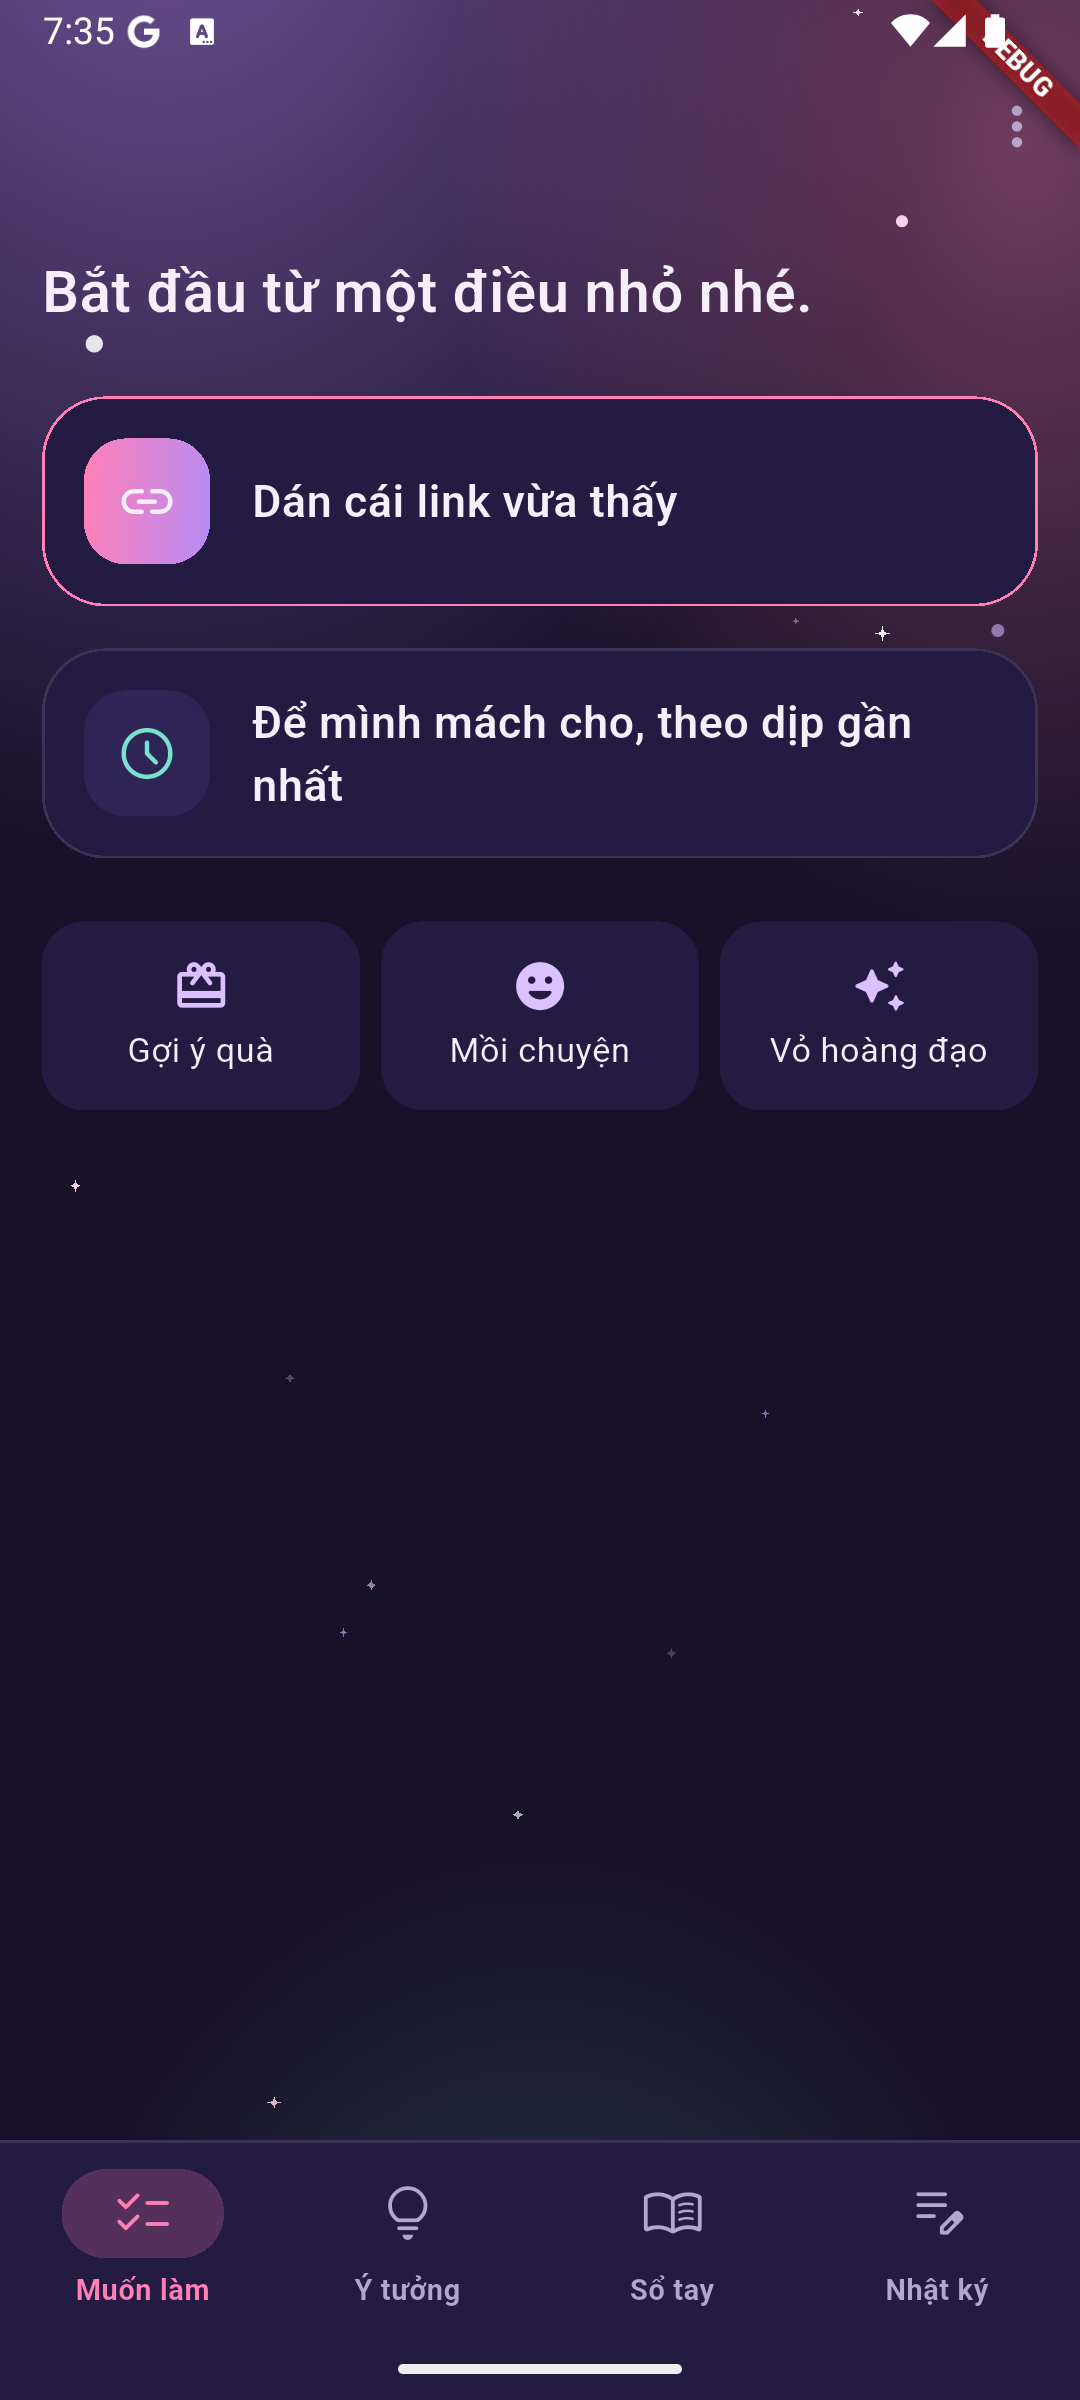 7:35
EBUG
Bắt đầu từ một điều nhỏ nhé.
Dán cái link vừa thấy
Để mình mách cho, theo dịp gần
nhất
Gợi ý quà
Mồi chuyện
Vỏ hoàng đạo
Muốn làm
Ý tưởng
Sổ tay
Nhật ký